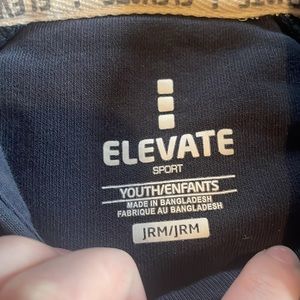 ELEVATE
SPORT
YOUTH/ENFANTS
MADE IN BANGLADESH
FABRIQUE AU BANGLADESH
JRM/JRM